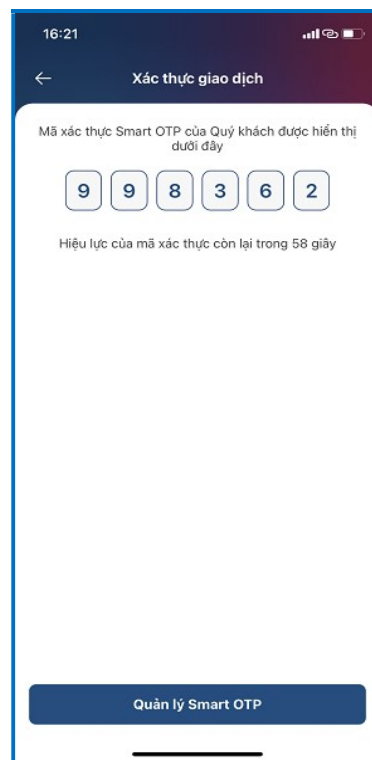 16:21
Xác thực giao dịch
Mã xác thực Smart OTP của Quý khách được hiển thị
dưới đây
9 9 8 3 6 2
Hiệu lực của mã xác thực còn lại trong 58 giây
Quản lý Smart OTP